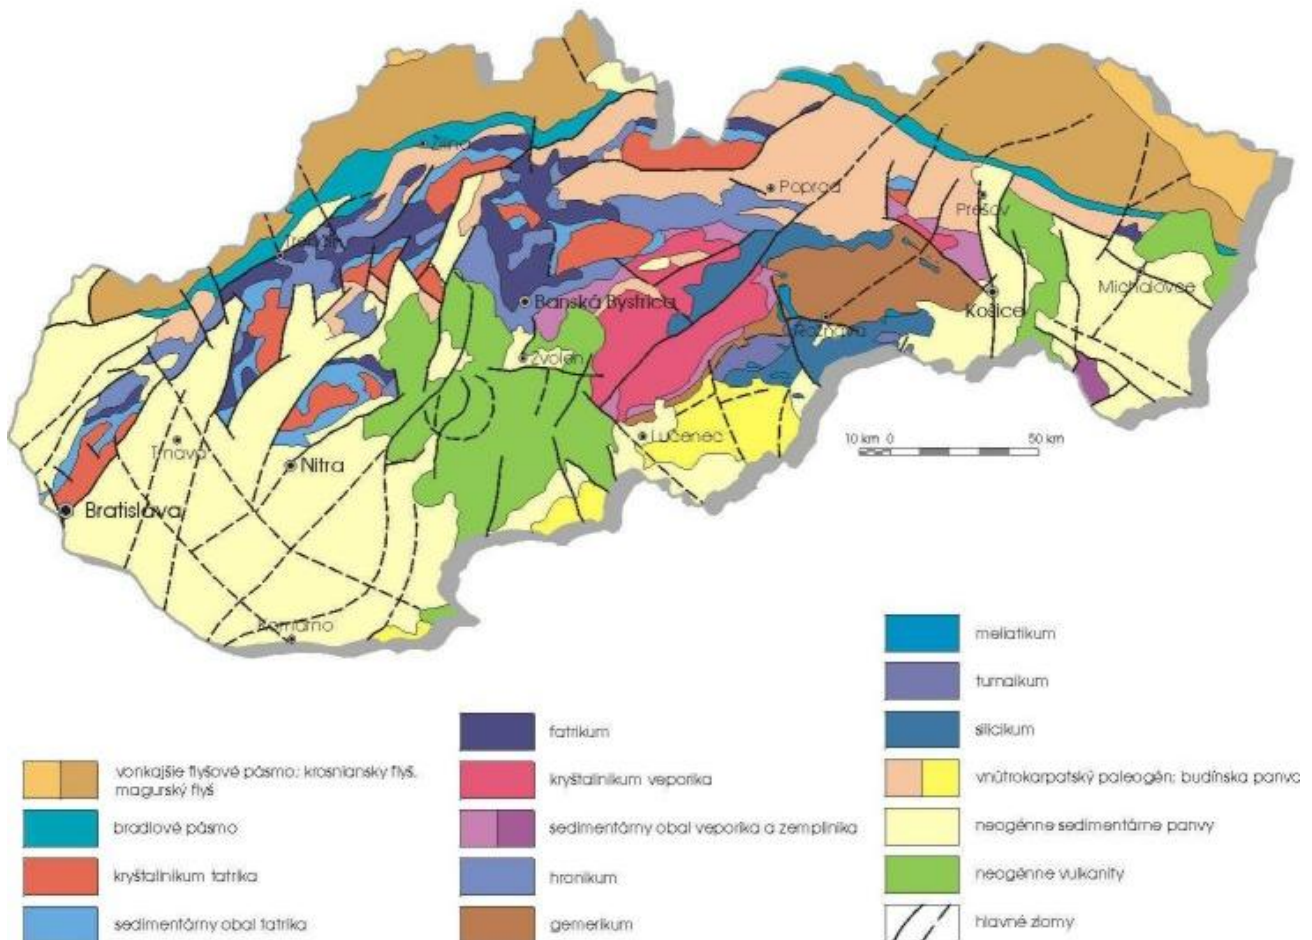 Žilina
Poprad
Prešov
Trenčín
Michalovce
Banská Bystrica
Košice
Rožňava
Zvolen
Lučenec
10 km 0 50 km
Trnava
Nitra
Bratislava
Komárno
meliatikum
turnaikum
silicikum
vnútrokarpatský paleogén; budínska panva
neogénne sedimentárne panvy
neogénne vulkanity
hlavné zlomy
fatrikum
kryštalinikum veporika
sedimentárny obal veporika a zemplinika
hronikum
gemerikum
vonkajšie flyšové pásmo; krosniansky flyš,
magurský flyš
bradlové pásmo
kryštalinikum tatrika
sedimentárny obal tatrika